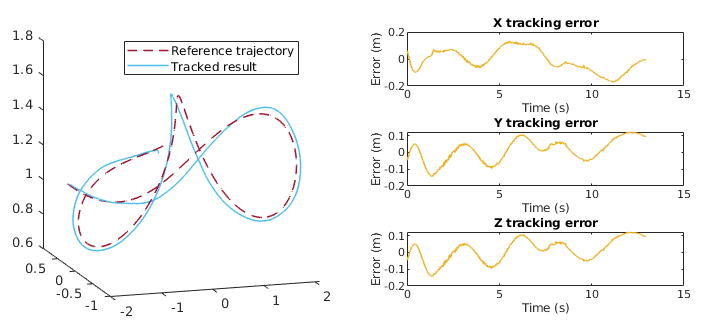 1.8
1.6
1.4
1.2
1
0.8
0.6
0.5
0
-0.5
-1
-2
-1
0
1
2
Reference trajectory
Tracked result
X tracking error
0.2
0
-0.2
Error (m)
0 5 10 15
Time (s)
Y tracking error
0.1
0
-0.1
-0.2
Error (m)
0 5 10 15
Time (s)
Z tracking error
0.1
0
-0.1
-0.2
Error (m)
0 5 10 15
Time (s)